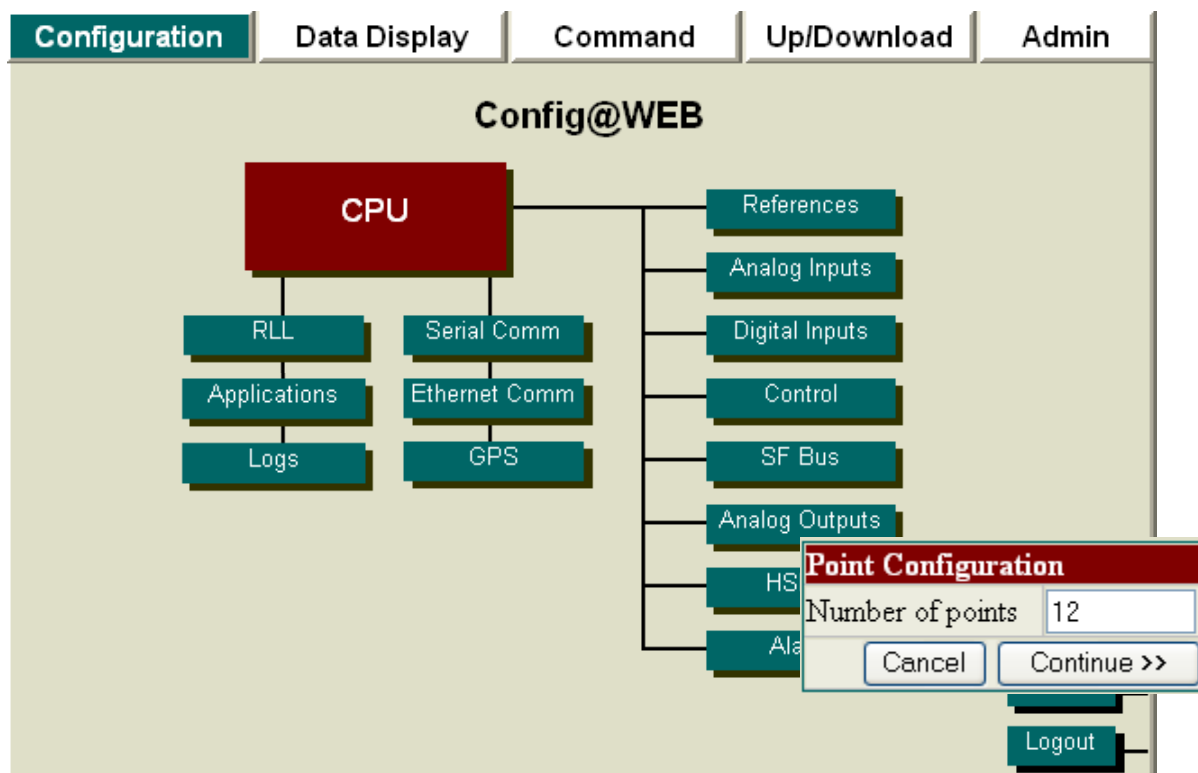 Configuration
Data Display
Command
Up/Download
Admin
Config@WEB
CPU
References
Analog Inputs
RLL
Serial Comm
Digital Inputs
Applications
Ethernet Comm
Control
Logs
GPS
SF Bus
Analog Outputs
HS
Point Configuration
Number of points 12
Cancel
Continue >>
Logout